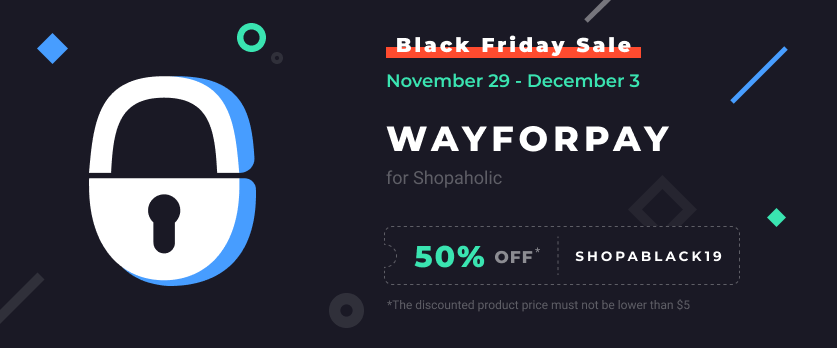 Black Friday Sale
November 29 - December 3
WAYFORPAY
for Shopaholic
50% OFF* SHOPABLACK19
*The discounted product price must not be lower than $5